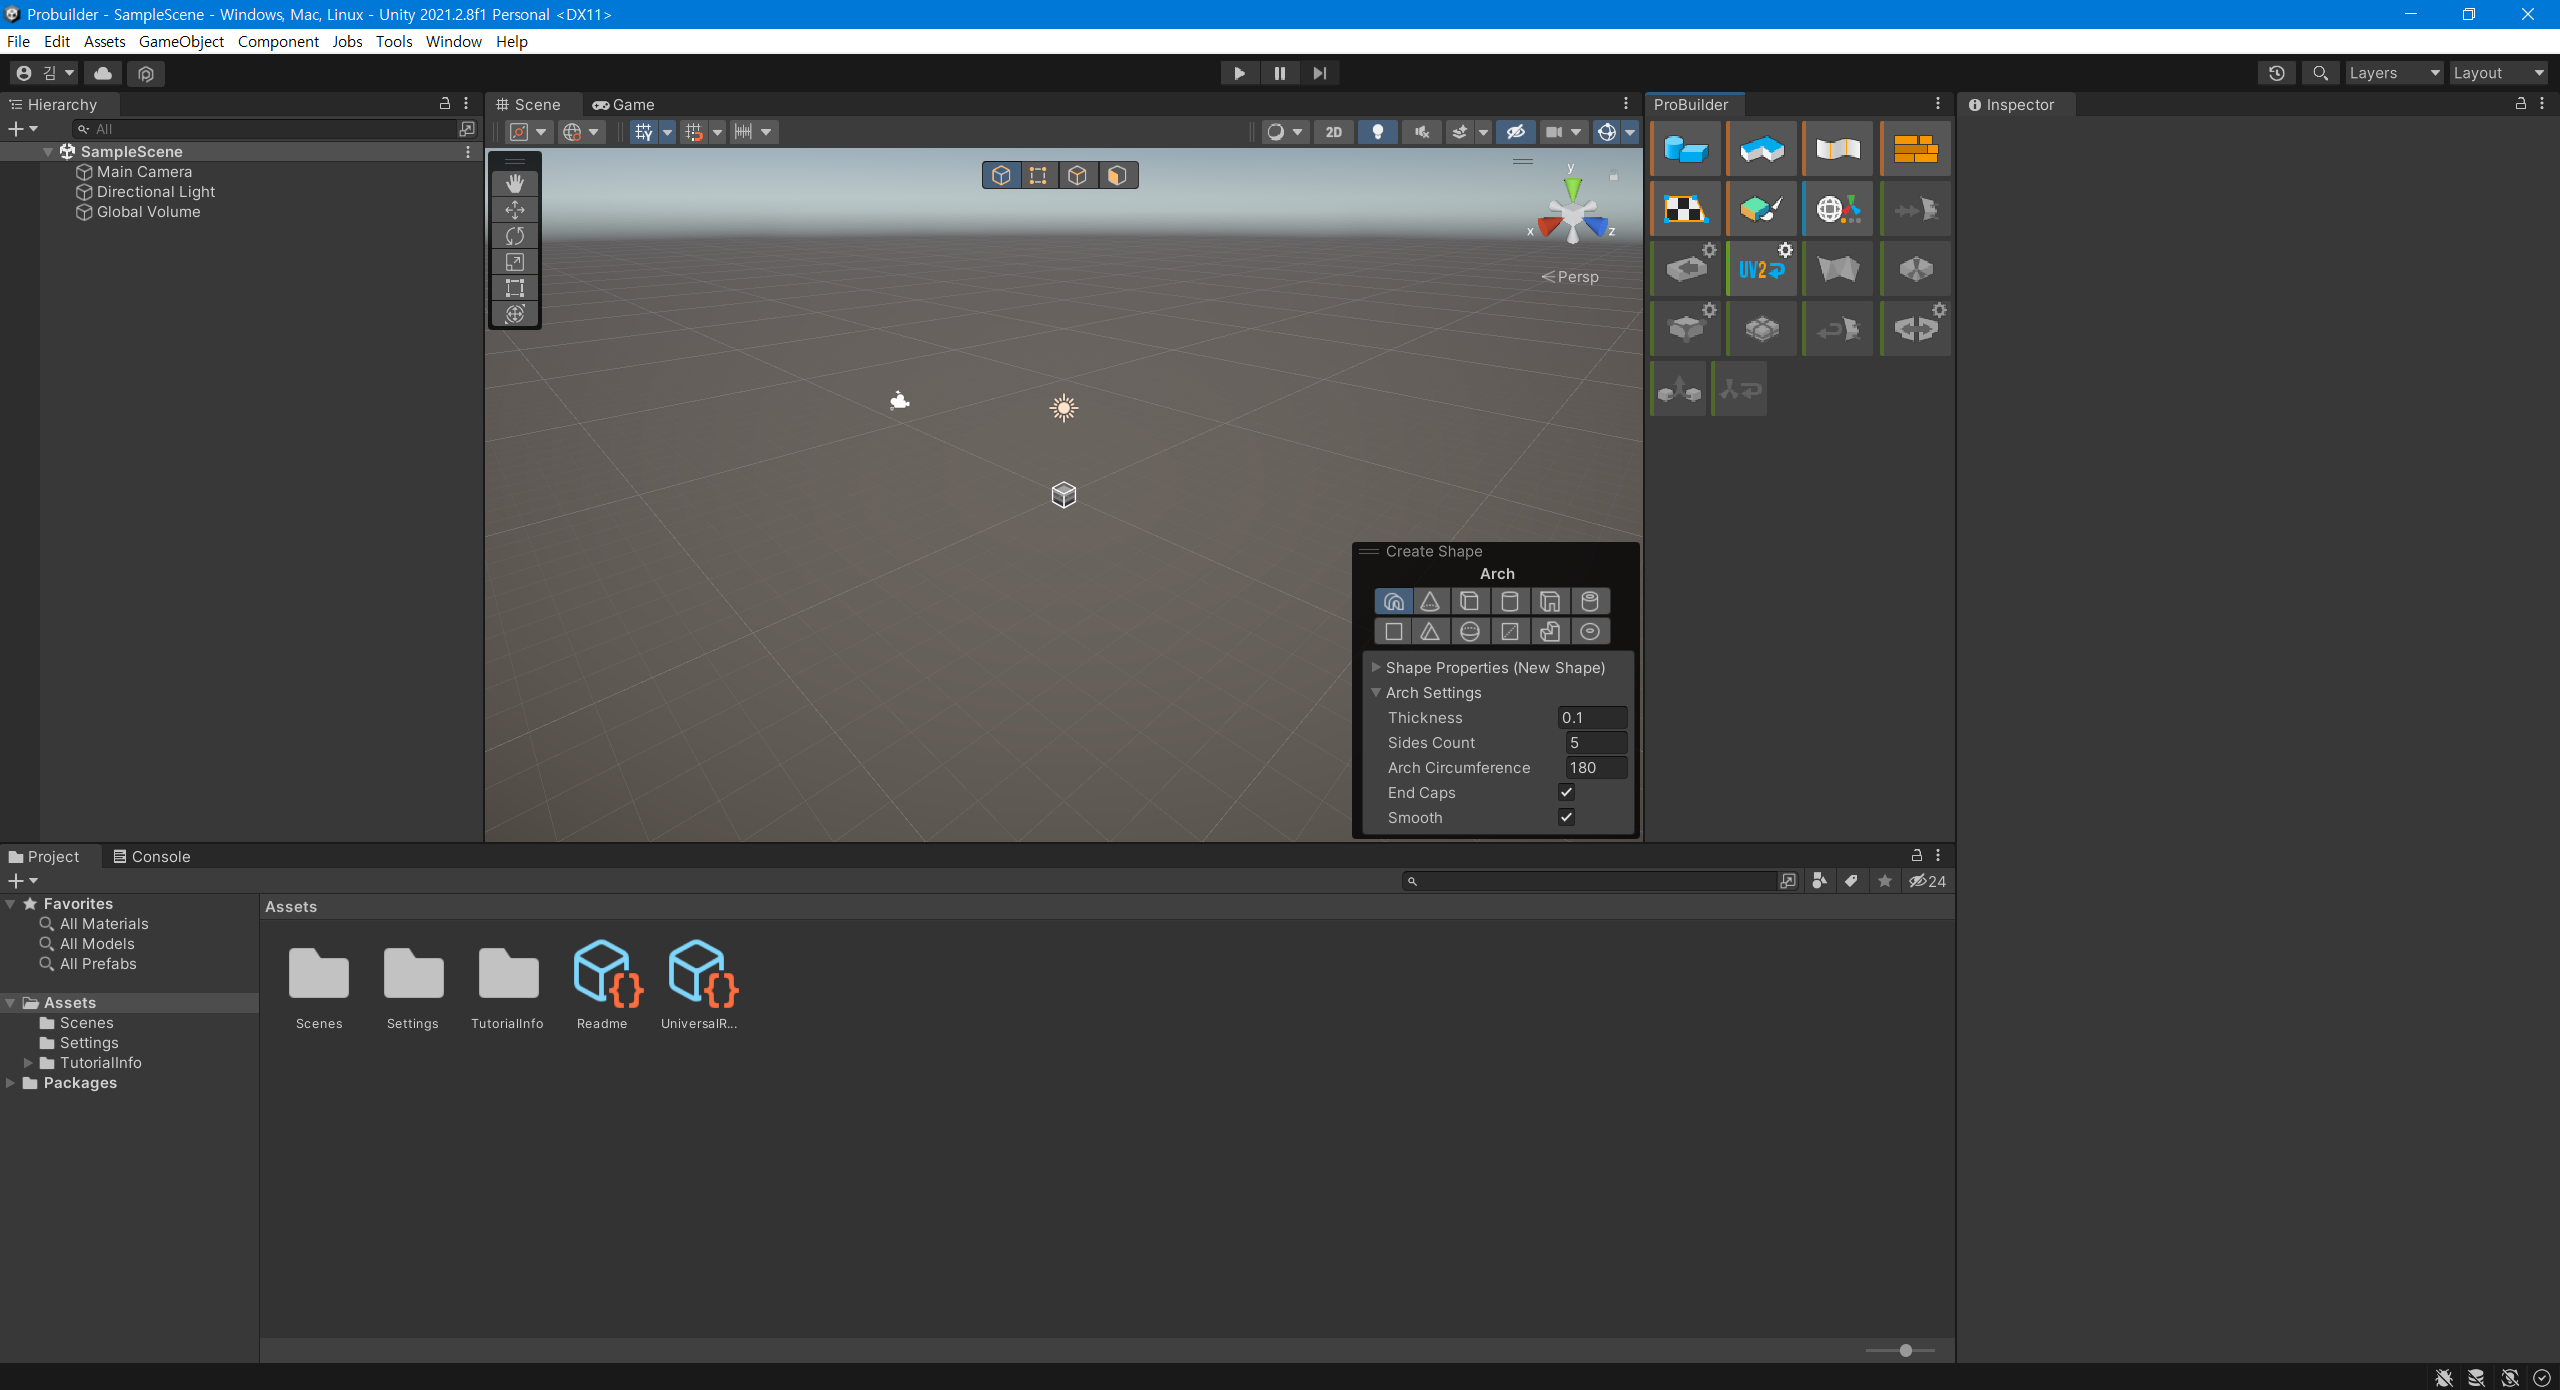 Probuilder - SampleScene - Windows, Mac, Linux - Unity 2021.2.8f1 Personal <DX11>
File Edit Assets GameObject Component Jobs Tools Window Help
김 Layers Layout
Hierarchy
All
SampleScene
Main Camera
Directional Light
Global Volume
Scene Game
2D
y
x z
Persp
Create Shape
Arch
Shape Properties (New Shape)
Arch Settings
Thickness 0.1
Sides Count 5
Arch Circumference 180
End Caps
Smooth
ProBuilder
UV2
Inspector
Project Console
24
Favorites
All Materials
All Models
All Prefabs
Assets
Scenes
Settings
TutorialInfo
Packages
Assets
Scenes Settings TutorialInfo Readme UniversalR...